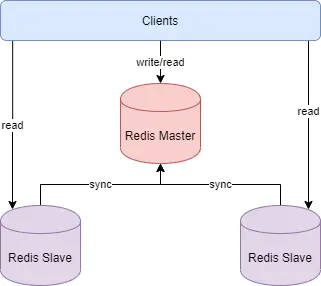 Clients
write/read
read
read
Redis Master
sync
sync
Redis Slave
Redis Slave